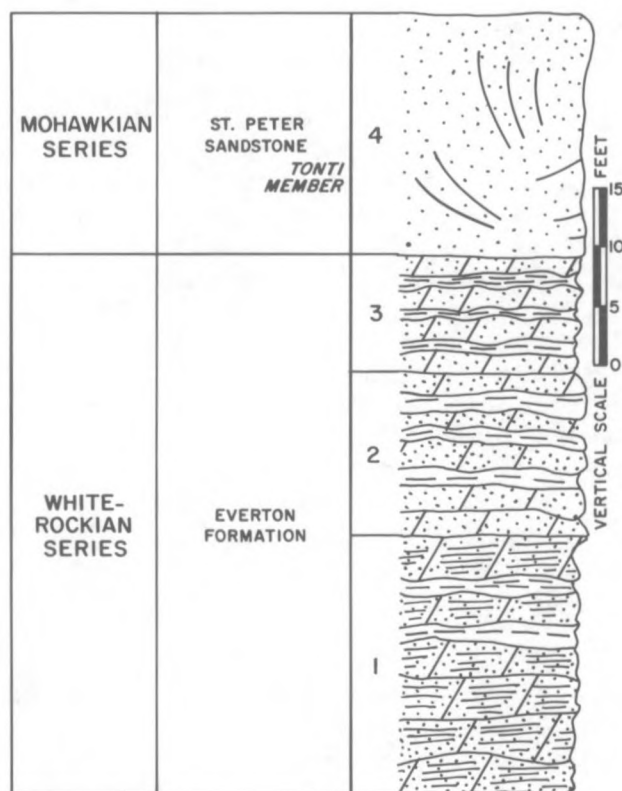 MOHAWKIAN
SERIES
ST. PETER
SANDSTONE
TONTI
MEMBER
4
3
2
1
WHITE-
ROCKIAN
SERIES
EVERTON
FORMATION
VERTICAL SCALE
FEET
15
10
5
0